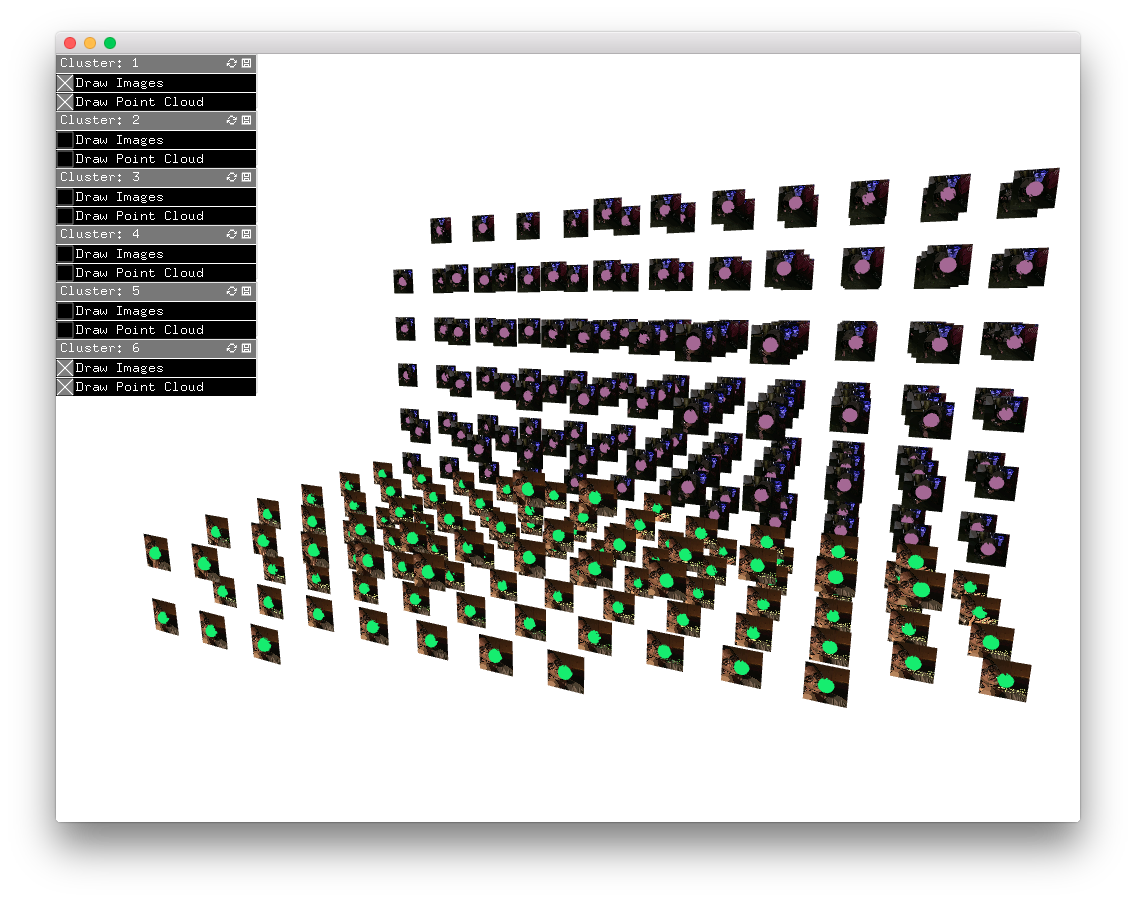 Cluster: 1
Draw Images
Draw Point Cloud
Cluster: 2
Draw Images
Draw Point Cloud
Cluster: 3
Draw Images
Draw Point Cloud
Cluster: 4
Draw Images
Draw Point Cloud
Cluster: 5
Draw Images
Draw Point Cloud
Cluster: 6
Draw Images
Draw Point Cloud